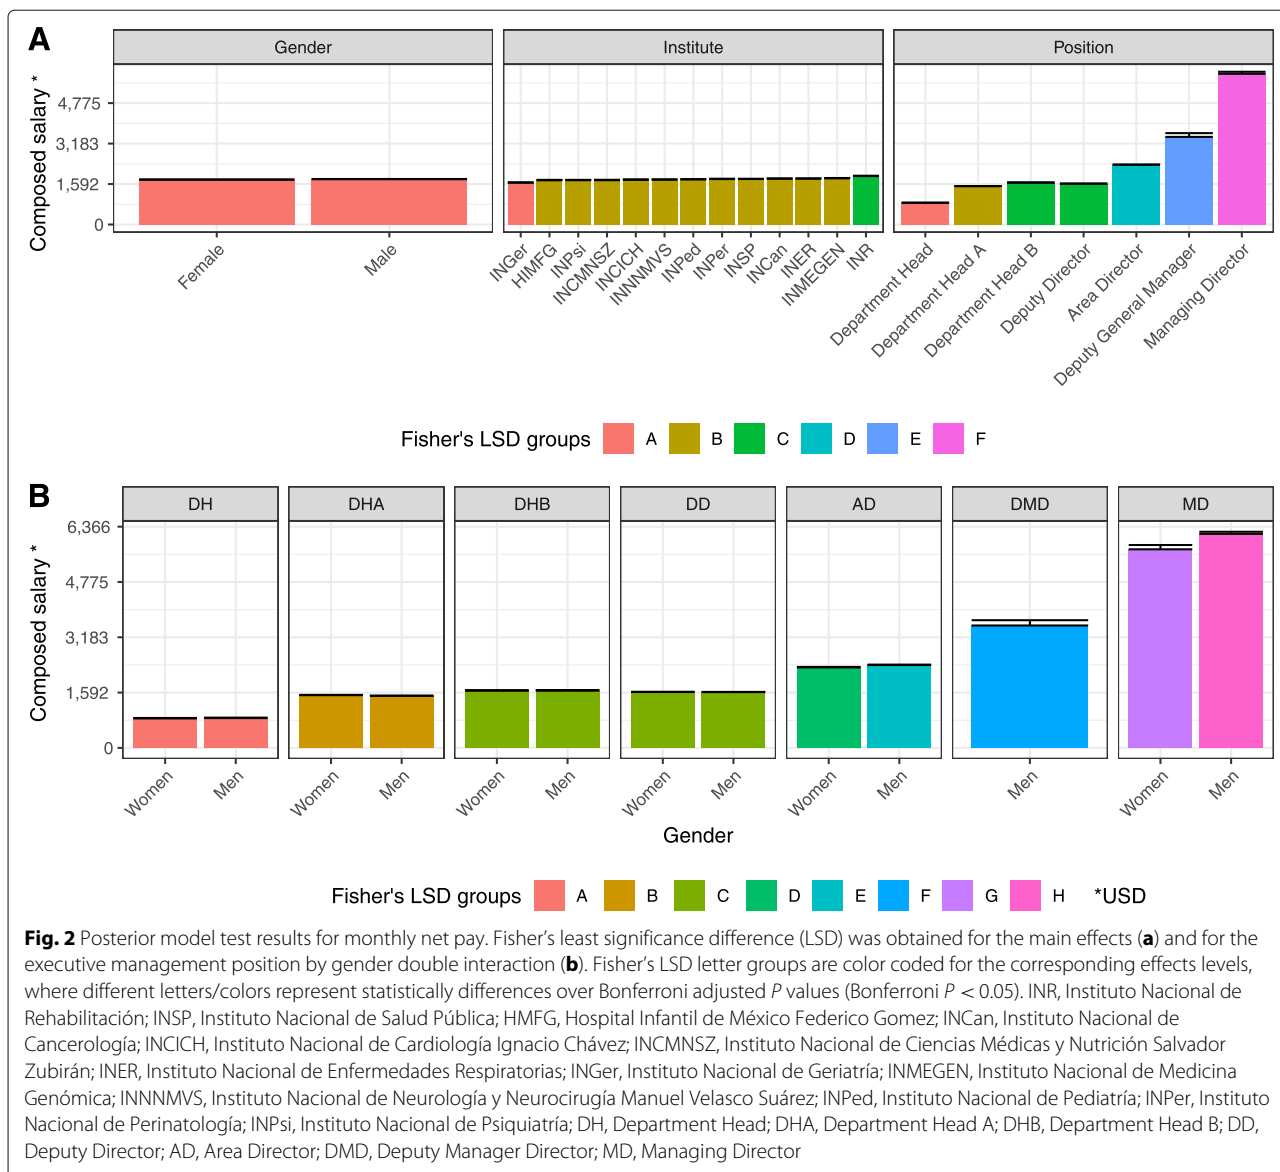 A
Gender
Institute
Position
Composed salary *
4,775
3,183
1,592
0
Female
Male
INGer
HIMFG
INPsi
INCMNSZ
INCICH
INNNMVS
INPed
INPer
INSP
INCan
INER
INMEGEN
INR
Department Head
Department Head A
Department Head B
Deputy Director
Area Director
Deputy General Manager
Managing Director
Fisher's LSD groups A B C D E F
B
DH
DHA
DHB
DD
AD
DMD
MD
Composed salary *
6,366
4,775
3,183
1,592
0
Women
Men
Women
Men
Women
Men
Women
Men
Women
Men
Men
Women
Men
Gender
Fisher's LSD groups A B C D E F G H *USD
Fig. 2 Posterior model test results for monthly net pay. Fisher's least significance difference (LSD) was obtained for the main effects (a) and for the
executive management position by gender double interaction (b). Fisher's LSD letter groups are color coded for the corresponding effects levels,
where different letters/colors represent statistically differences over Bonferroni adjusted P values (Bonferroni P < 0.05). INR, Instituto Nacional de
Rehabilitación; INSP, Instituto Nacional de Salud Pública; HMFG, Hospital Infantil de México Federico Gomez; INCan, Instituto Nacional de
Cancerología; INCICH, Instituto Nacional de Cardiología Ignacio Chávez; INCMNSZ, Instituto Nacional de Ciencias Médicas y Nutrición Salvador
Zubirán; INER, Instituto Nacional de Enfermedades Respiratorias; INGer, Instituto Nacional de Geriatría; INMEGEN, Instituto Nacional de Medicina
Genómica; INNNMVS, Instituto Nacional de Neurología y Neurocirugía Manuel Velasco Suárez; INPed, Instituto Nacional de Pediatría; INPer, Instituto
Nacional de Perinatología; INPsi, Instituto Nacional de Psiquiatría; DH, Department Head; DHA, Department Head A; DHB, Department Head B; DD,
Deputy Director; AD, Area Director; DMD, Deputy Manager Director; MD, Managing Director